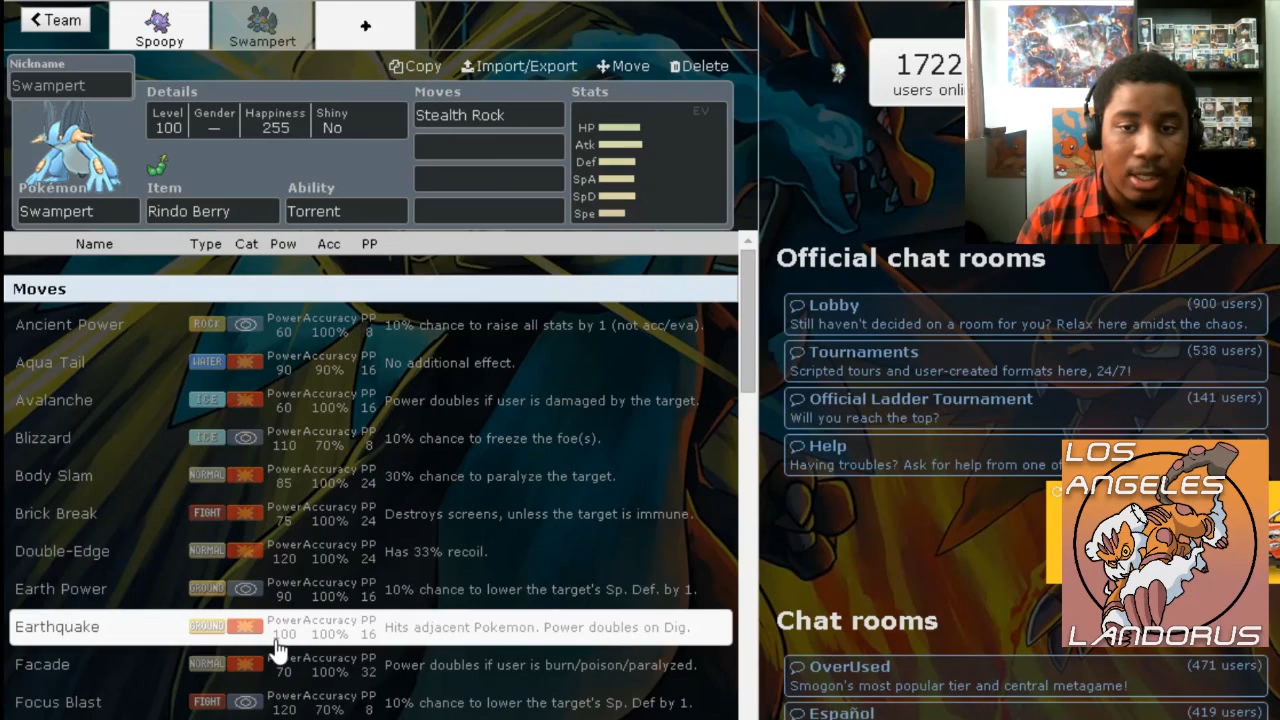 Team
Spoopy
Swampert
+
1722
users onli
Nickname
Swampert
Copy
Import/Export
Move
Delete
Details
Level
100
Gender
—
Happiness
255
Shiny
No
Moves
Stealth Rock
Stats
EV
HP
Atk
Def
SpA
SpD
Spe
Pokémon
Swampert
Item
Rindo Berry
Ability
Torrent
Name Type Cat Pow Acc PP
Moves
Ancient Power ROCK Power 60 Accuracy 100% PP 8 10% chance to raise all stats by 1 (not acc/eva).
Aqua Tail WATER Power 90 Accuracy 90% PP 16 No additional effect.
Avalanche ICE Power 60 Accuracy 100% PP 16 Power doubles if user is damaged by the target.
Blizzard ICE Power 110 Accuracy 70% PP 8 10% chance to freeze the foe(s).
Body Slam NORMAL Power 85 Accuracy 100% PP 24 30% chance to paralyze the target.
Brick Break FIGHT Power 75 Accuracy 100% PP 24 Destroys screens, unless the target is immune.
Double-Edge NORMAL Power 120 Accuracy 100% PP 24 Has 33% recoil.
Earth Power GROUND Power 90 Accuracy 100% PP 16 10% chance to lower the target's Sp. Def. by 1.
Earthquake GROUND Power 100 Accuracy 100% PP 16 Hits adjacent Pokemon. Power doubles on Dig.
Facade NORMAL Power 70 Accuracy 100% PP 32 Power doubles if user is burn/poison/paralyzed.
Focus Blast FIGHT Power 120 Accuracy 70% PP 8 10% chance to lower the target's Sp. Def. by 1.
Official chat rooms
Lobby (900 users)
Still haven't decided on a room for you? Relax here amidst the chaos.
Tournaments (538 users)
Scripted tours and user-created formats here, 24/7!
Official Ladder Tournament (141 users)
Will you reach the top?
Help
Having troubles? Ask for help from one of
LOS
ANGELES
LANDORUS
Chat rooms
OverUsed (471 users)
Smogon's most popular tier and central metagame!
Español (419 users)